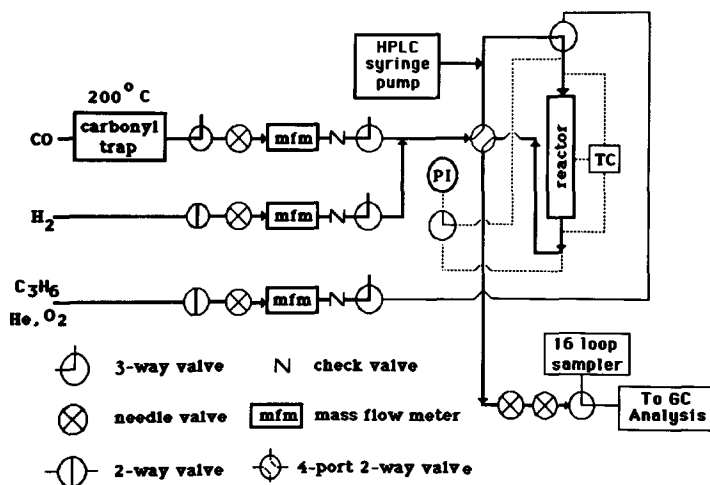 HPLC
syringe
pump
200°C
CO
carbonyl
trap
mfm
PI
reactor
TC
H2
mfm
C3H6
He, O2
mfm
16 loop
sampler
3-way valve
check valve
To GC
Analysis
needle valve
mfm
mass flow meter
2-way valve
4-port 2-way valve